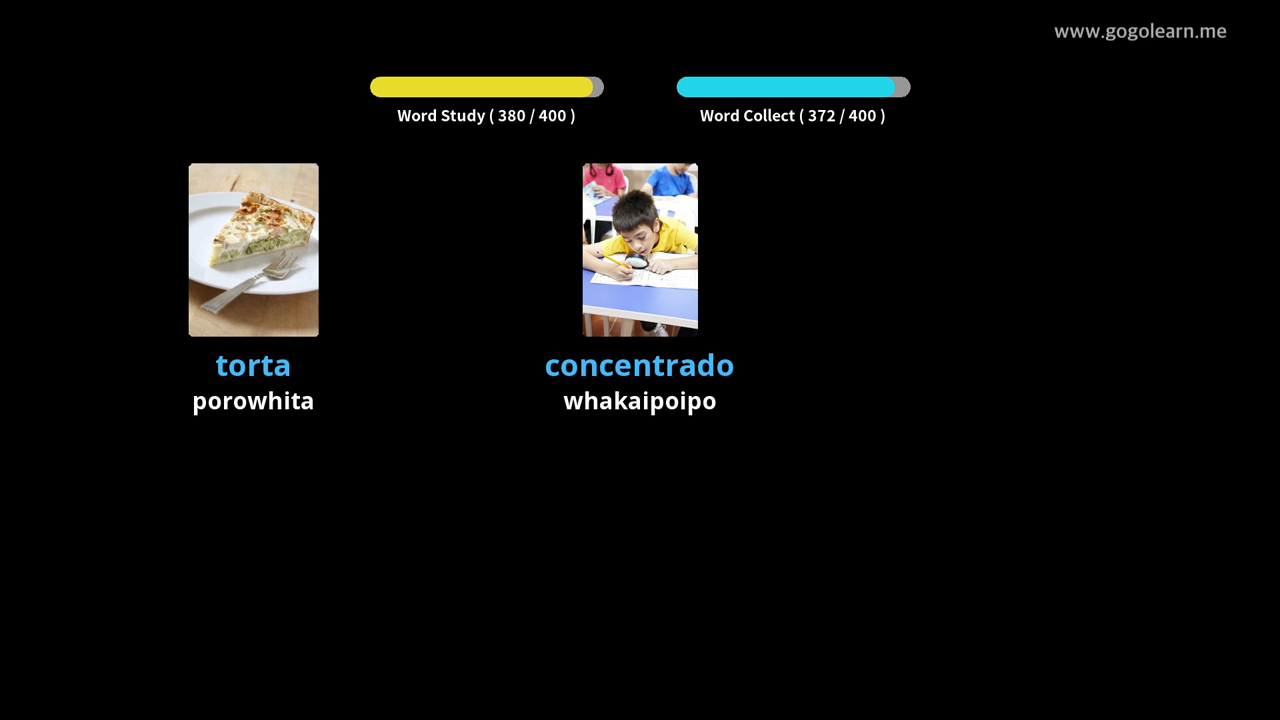 www.gogolearn.me
Word Study ( 380 / 400 )
Word Collect ( 372 / 400 )
torta
porowhita
concentrado
whakaipoipo